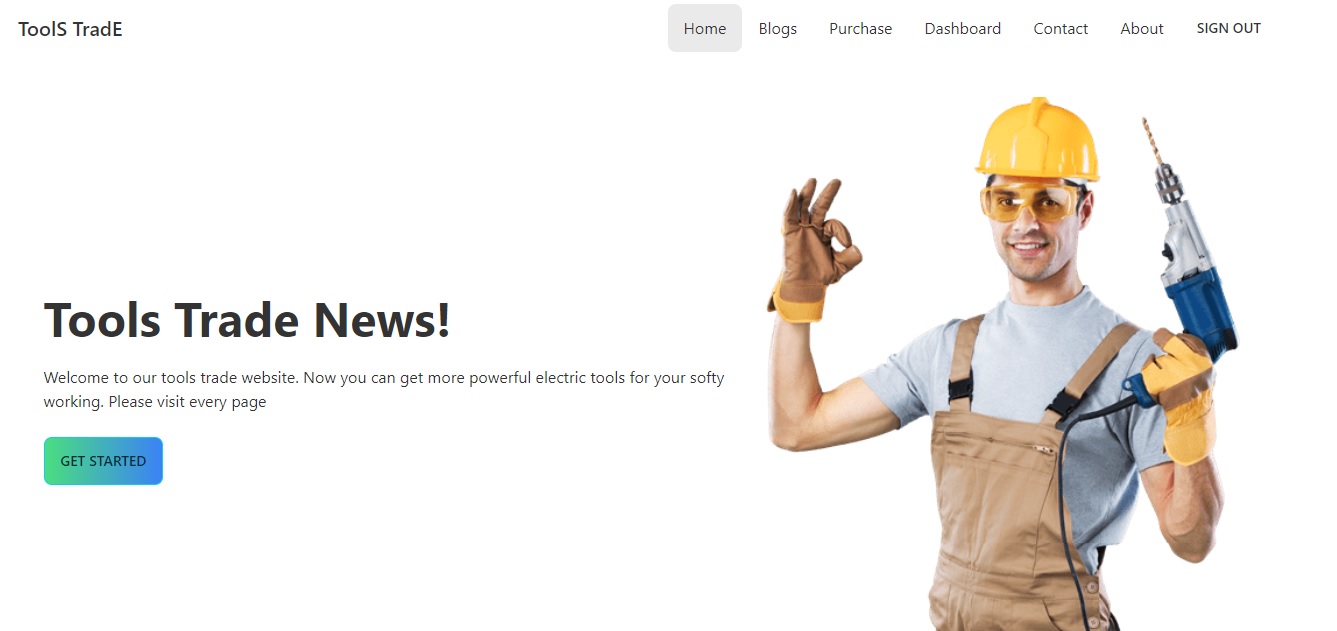 ToolS TradE
Home Blogs Purchase Dashboard Contact About SIGN OUT
Tools Trade News!
Welcome to our tools trade website. Now you can get more powerful electric tools for your softy
working. Please visit every page
GET STARTED